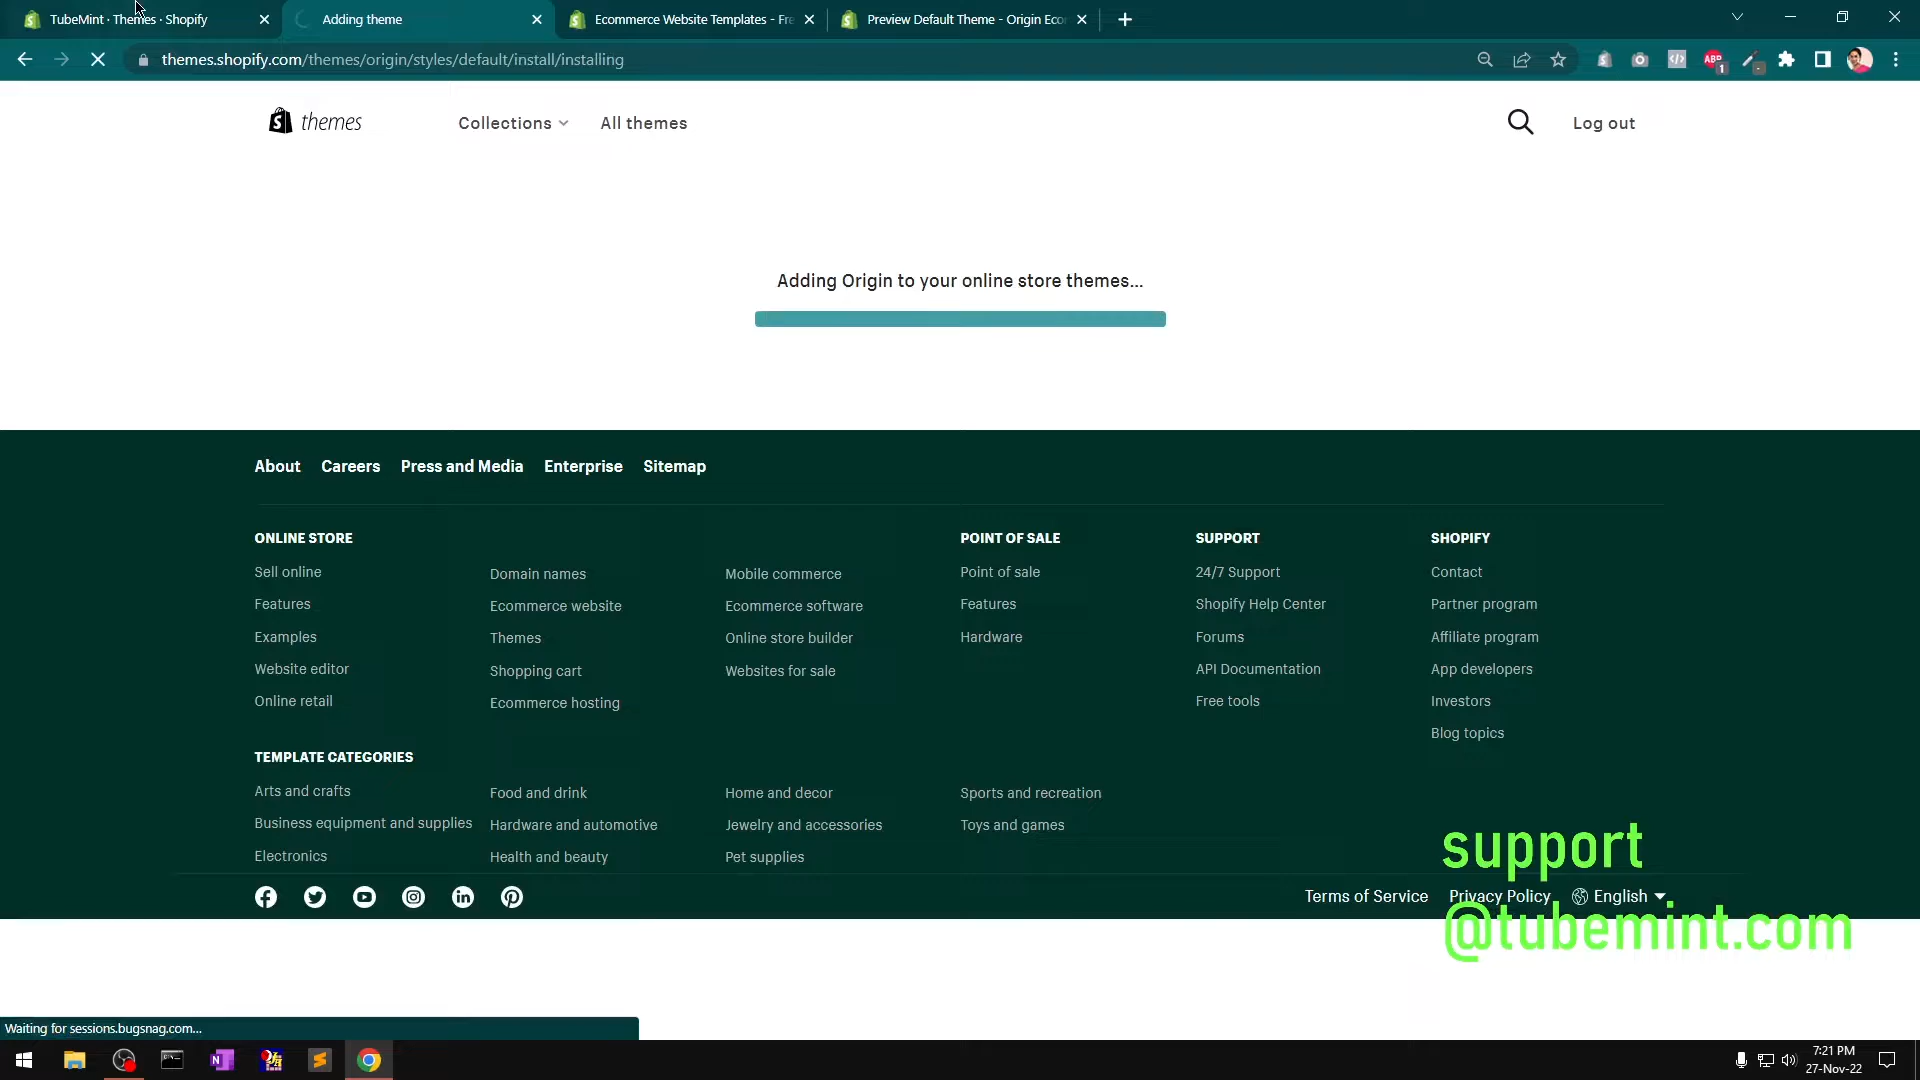 TubeMint · Themes · Shopify
Adding theme
Ecommerce Website Templates - Fre
Preview Default Theme - Origin Ecor
themes.shopify.com/themes/origin/styles/default/install/installing
ABP
1
themes
Collections
All themes
Log out
Adding Origin to your online store themes...
About
Careers
Press and Media
Enterprise
Sitemap
ONLINE STORE
Sell online
Features
Examples
Website editor
Online retail
Domain names
Ecommerce website
Themes
Shopping cart
Ecommerce hosting
Mobile commerce
Ecommerce software
Online store builder
Websites for sale
POINT OF SALE
Point of sale
Features
Hardware
SUPPORT
24/7 Support
Shopify Help Center
Forums
API Documentation
Free tools
SHOPIFY
Contact
Partner program
Affiliate program
App developers
Investors
Blog topics
TEMPLATE CATEGORIES
Arts and crafts
Business equipment and supplies
Electronics
Food and drink
Hardware and automotive
Health and beauty
Home and decor
Jewelry and accessories
Pet supplies
Sports and recreation
Toys and games
Terms of Service
Privacy Policy
English
support
@tubemint.com
Waiting for sessions.bugsnag.com...
7:21 PM
27-Nov-22